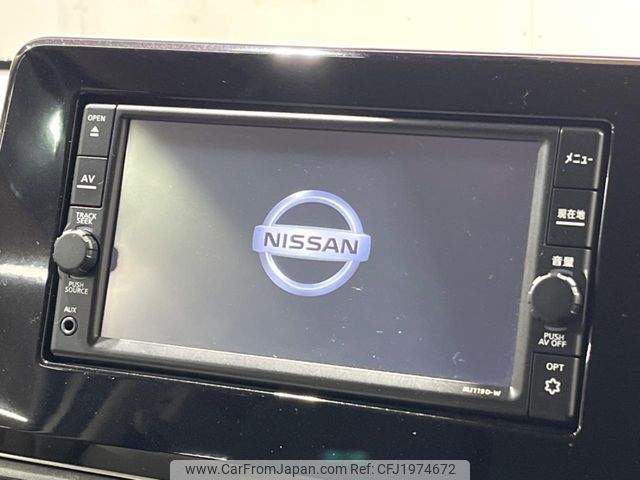 OPEN
AV
TRACK
SEEK
PUSH
SOURCE
AUX
NISSAN
メニュー
現在地
音量
PUSH
AV OFF
OPT
MJ119D-W
www.CarFromJapan.com - CFJ1974672